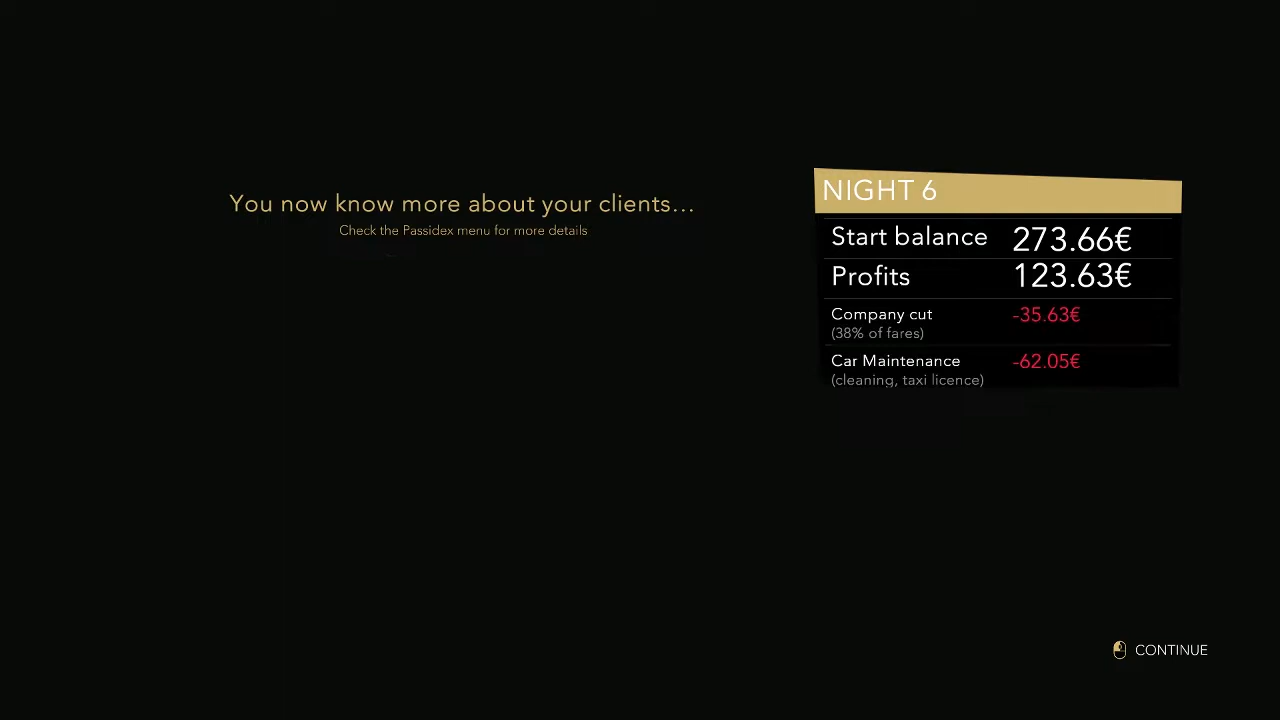 You now know more about your clients...
Check the Passidex menu for more details
NIGHT 6
Start balance 273.66€
Profits 123.63€
Company cut -35.63€
(38% of fares)
Car Maintenance -62.05€
(cleaning, taxi licence)
CONTINUE